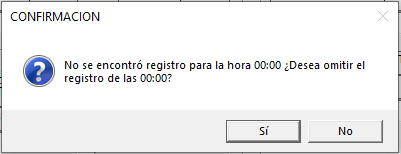 CONFIRMACION
No se encontró registro para la hora 00:00 ¿Desea omitir el
registro de las 00:00?
Sí
No